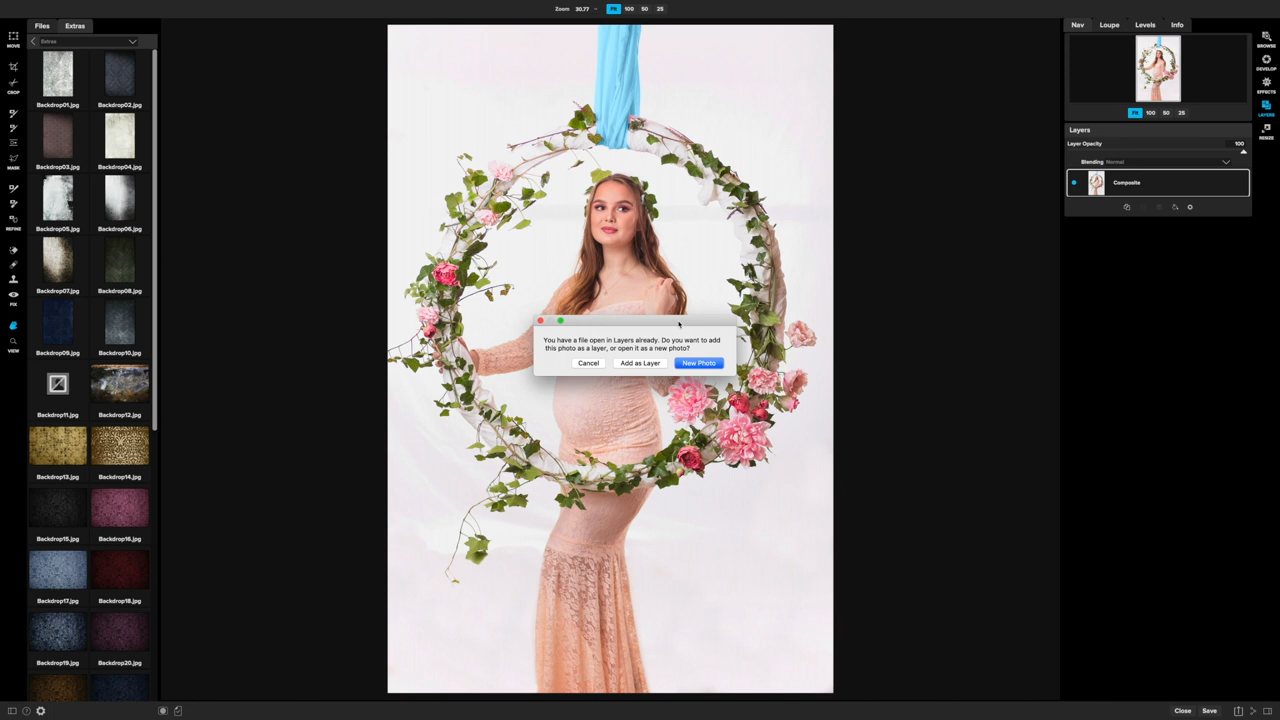 Zoom 30.77 Fit 100 50 25
Files Extras
Extras
MOVE
CROP
MASK
REFINE
FIX
VIEW
Backdrop01.jpg Backdrop02.jpg
Backdrop03.jpg Backdrop04.jpg
Backdrop05.jpg Backdrop06.jpg
Backdrop07.jpg Backdrop08.jpg
Backdrop09.jpg Backdrop10.jpg
Backdrop11.jpg Backdrop12.jpg
Backdrop13.jpg Backdrop14.jpg
Backdrop15.jpg Backdrop16.jpg
Backdrop17.jpg Backdrop18.jpg
Backdrop19.jpg Backdrop20.jpg
You have a file open in Layers already. Do you want to add
this photo as a layer, or open it as a new photo?
Cancel Add as Layer New Photo
Nav Loupe Levels Info
Fit 100 50 25
Layers
Layer Opacity 100
Blending Normal
Composite
BROWSE
DEVELOP
EFFECTS
LAYERS
RESIZE
Close Save